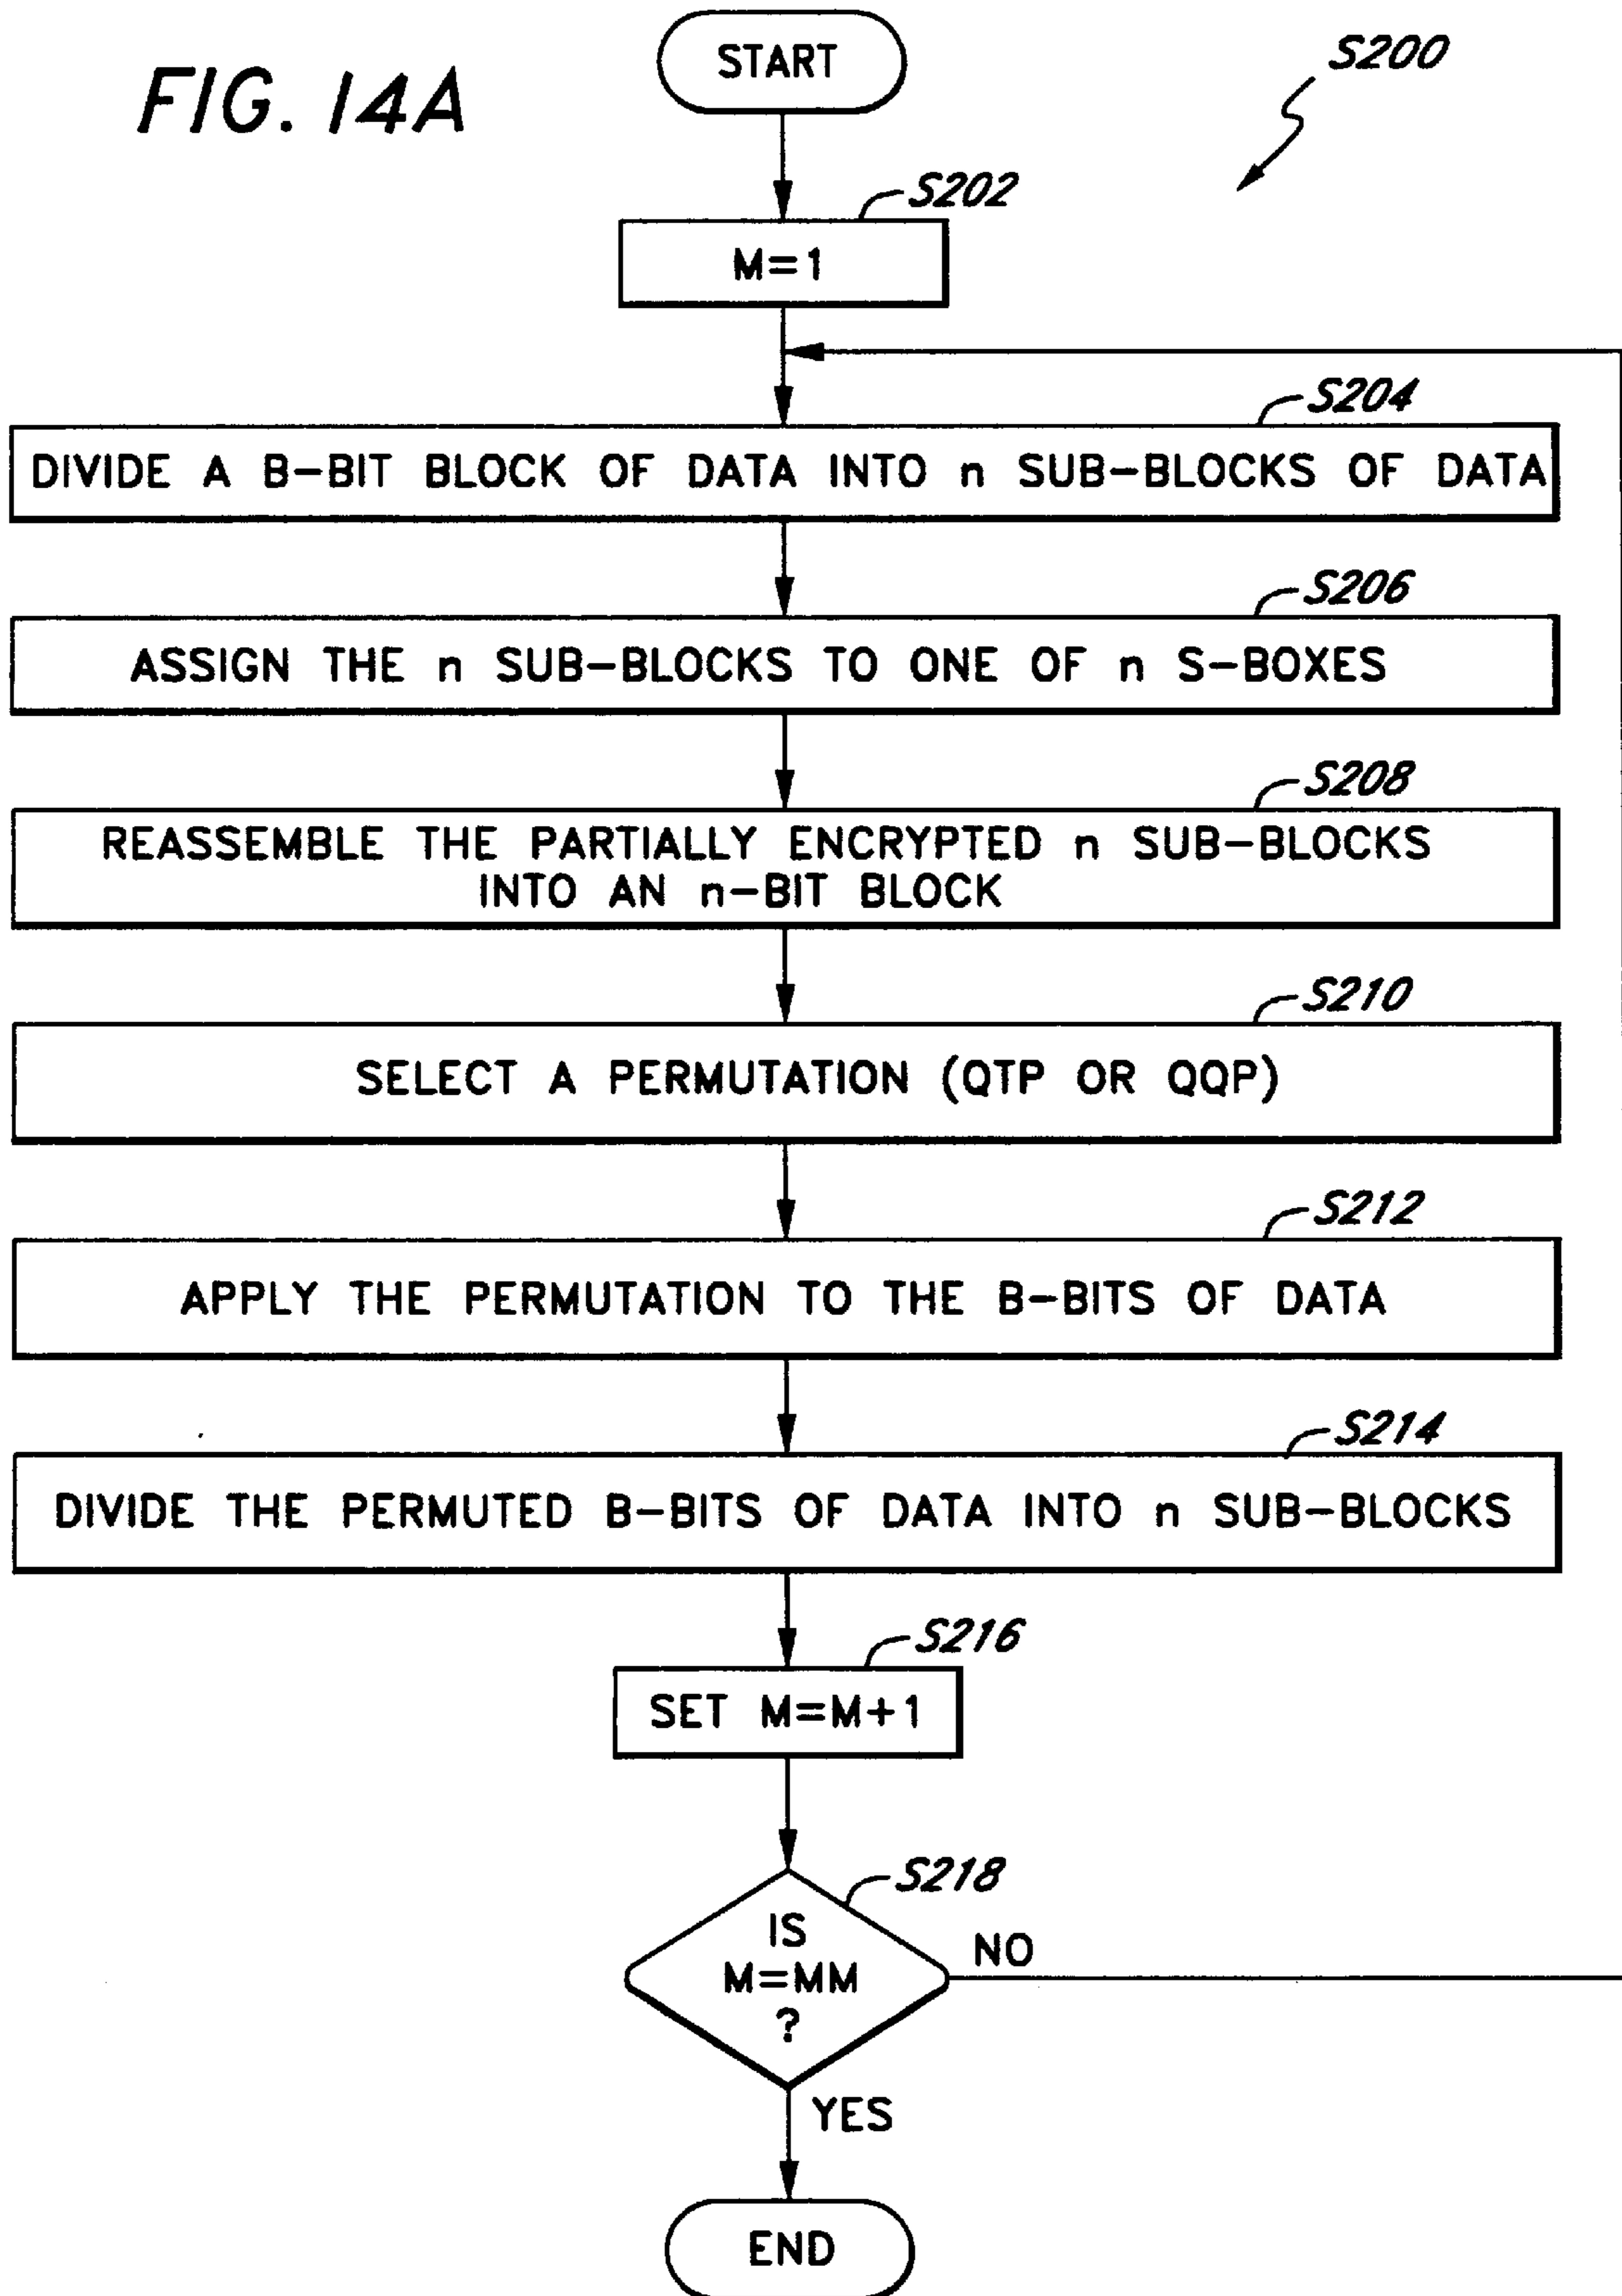 FIG. 14A
START
S200
S202
M=1
S204
DIVIDE A B-BIT BLOCK OF DATA INTO n SUB-BLOCKS OF DATA
S206
ASSIGN THE n SUB-BLOCKS TO ONE OF n S-BOXES
S208
REASSEMBLE THE PARTIALLY ENCRYPTED n SUB-BLOCKS
INTO AN n-BIT BLOCK
S210
SELECT A PERMUTATION (QTP OR QQP)
S212
APPLY THE PERMUTATION TO THE B-BITS OF DATA
S214
DIVIDE THE PERMUTED B-BITS OF DATA INTO n SUB-BLOCKS
S216
SET M=M+1
S218
IS
M=MM
?
NO
YES
END